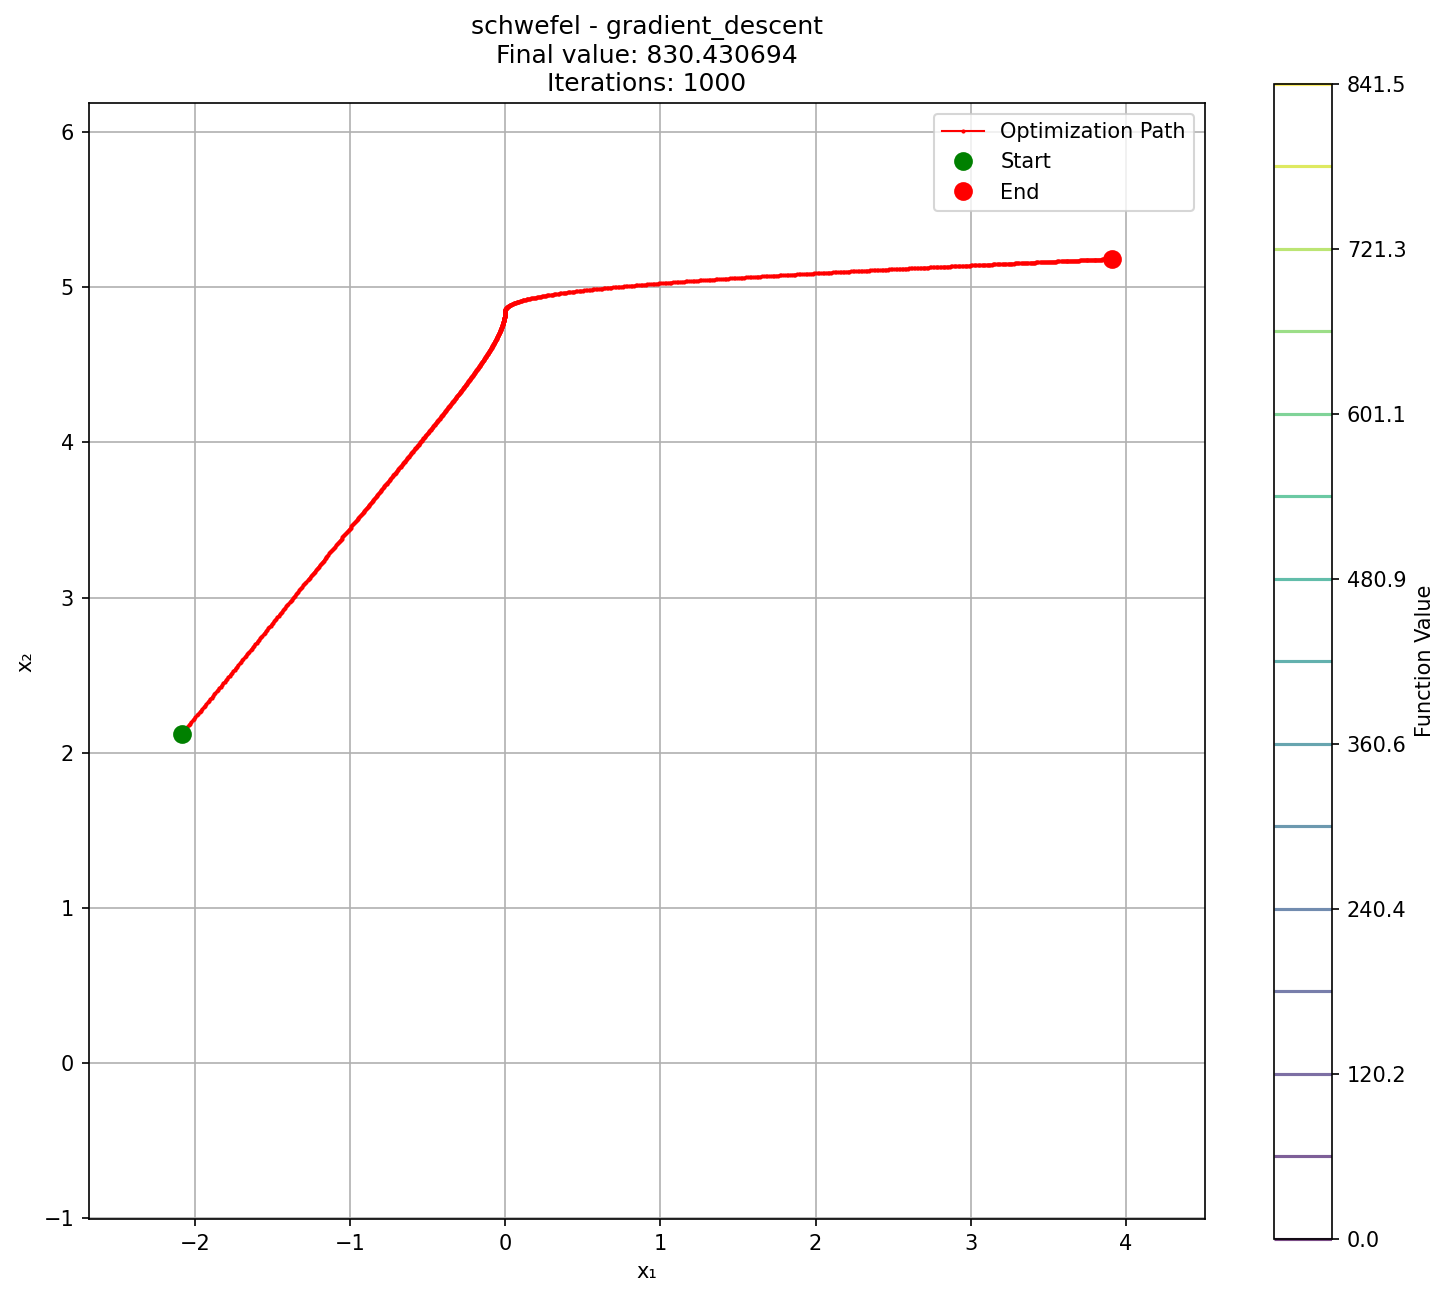 schwefel - gradient_descent
Final value: 830.430694
Iterations: 1000
Optimization Path
Start
End
6
5
4
3
2
1
0
−1
x₂
−2
−1
0
1
2
3
4
x₁
841.5
721.3
601.1
480.9
360.6
240.4
120.2
0.0
Function Value